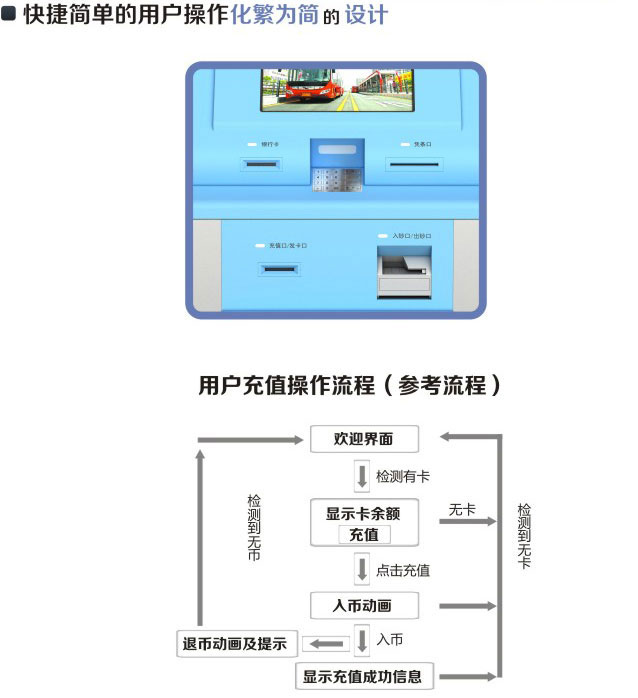 快捷简单的用户操作化繁为简的设计
银行卡
凭条口
充值口/发卡口
入钞口/出钞口
用户充值操作流程（参考流程）
欢迎界面
检测有卡
显示卡余额
充值
无卡
检测到无币
检测到无卡
点击充值
入币动画
入币
退币动画及提示
显示充值成功信息